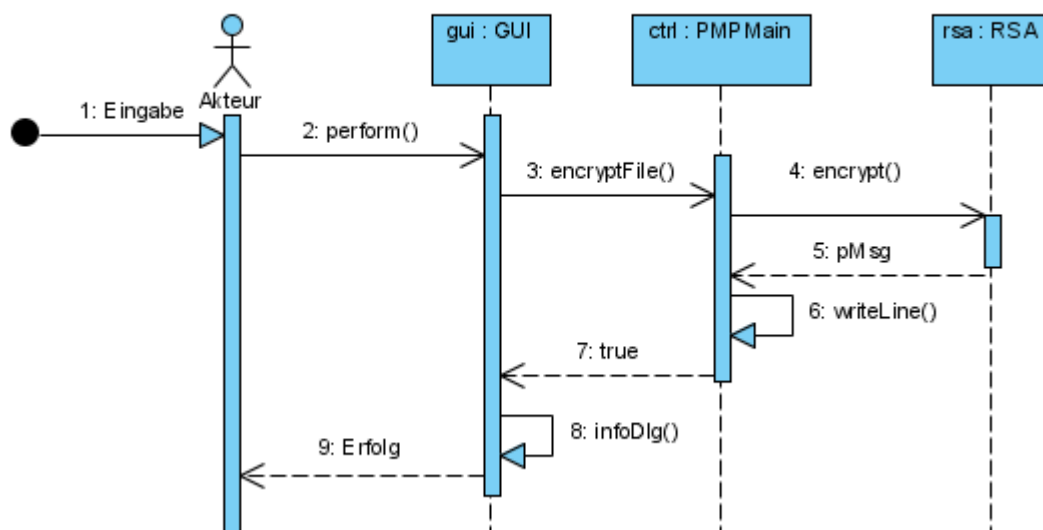 gui : GUI
ctrl : PMPMain
rsa : RSA
Akteur
1: Eingabe
2: perform()
3: encryptFile()
4: encrypt()
5: pMsg
6: writeLine()
7: true
8: infoDlg()
9: Erfolg